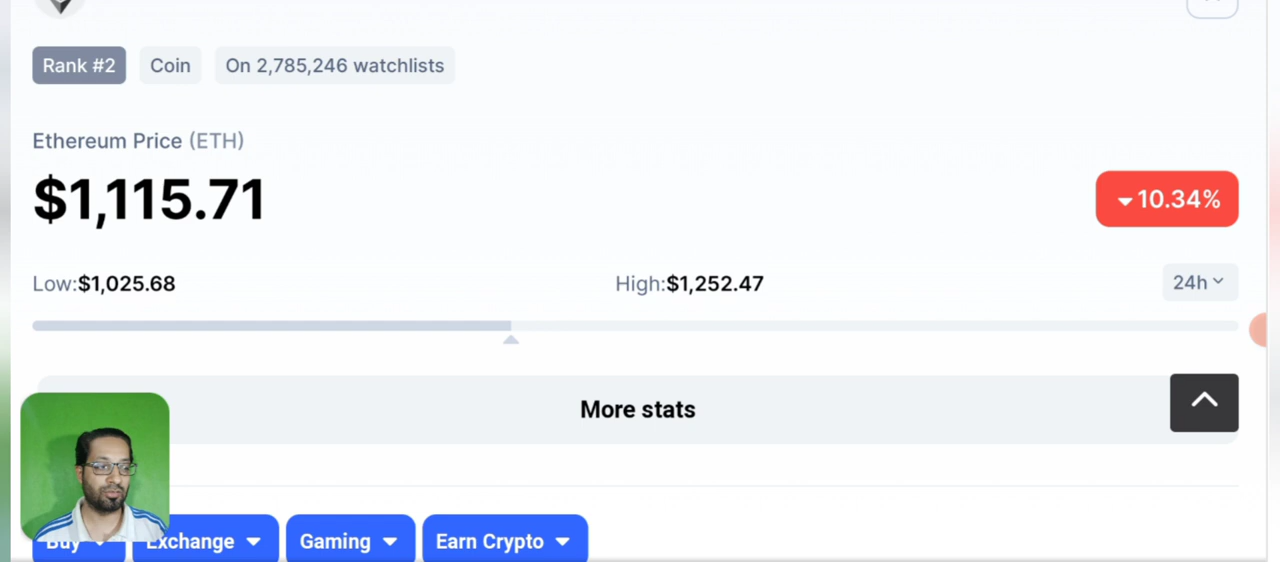 Rank #2 Coin On 2,785,246 watchlists
Ethereum Price (ETH)
$1,115.71 10.34%
Low:$1,025.68 High:$1,252.47 24h
More stats
Buy Exchange Gaming Earn Crypto